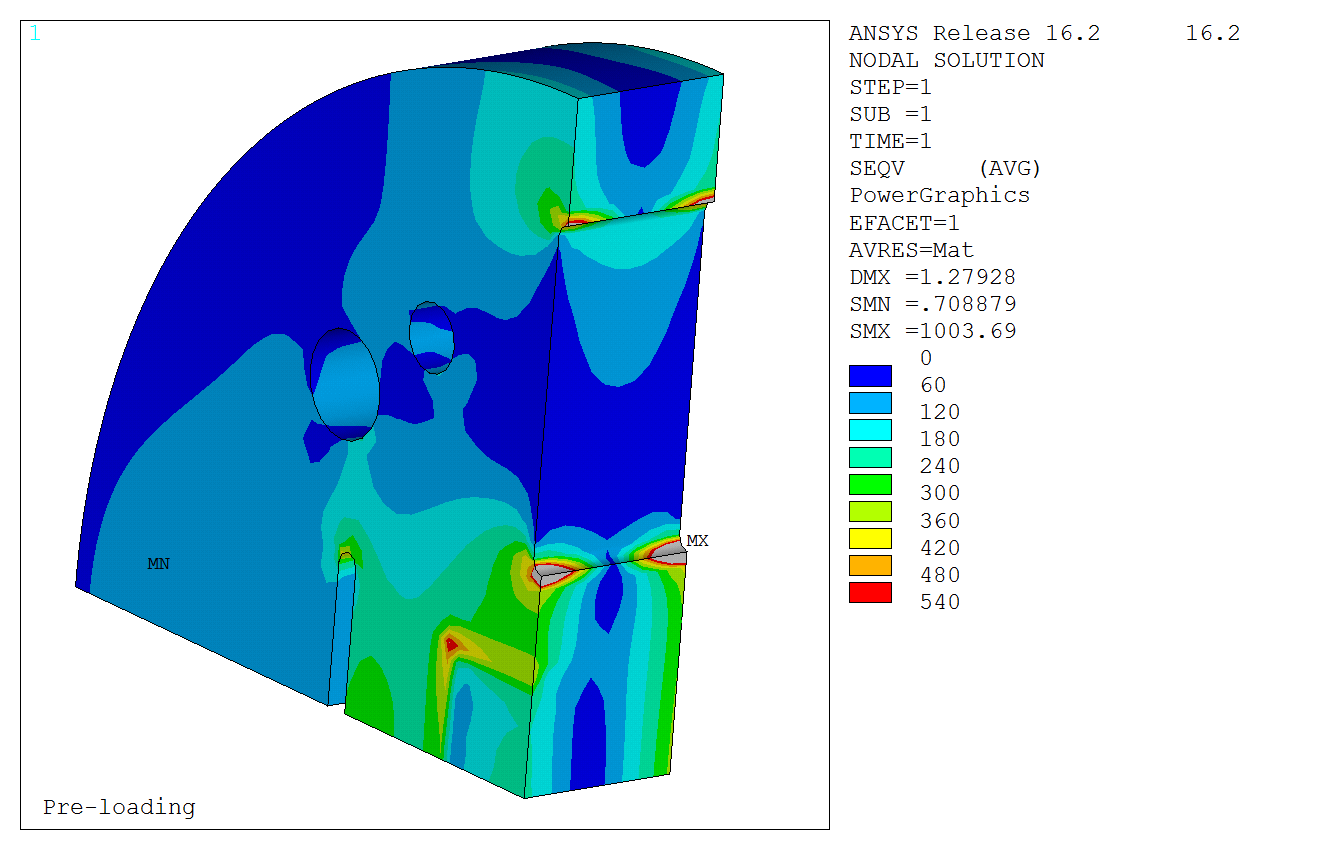 1
ANSYS Release 16.2 16.2
NODAL SOLUTION
STEP=1
SUB =1
TIME=1
SEQV (AVG)
PowerGraphics
EFACET=1
AVRES=Mat
DMX =1.27928
SMN =.708879
SMX =1003.69
0
60
120
180
240
300
360
420
480
540
MX
MN
Pre-loading